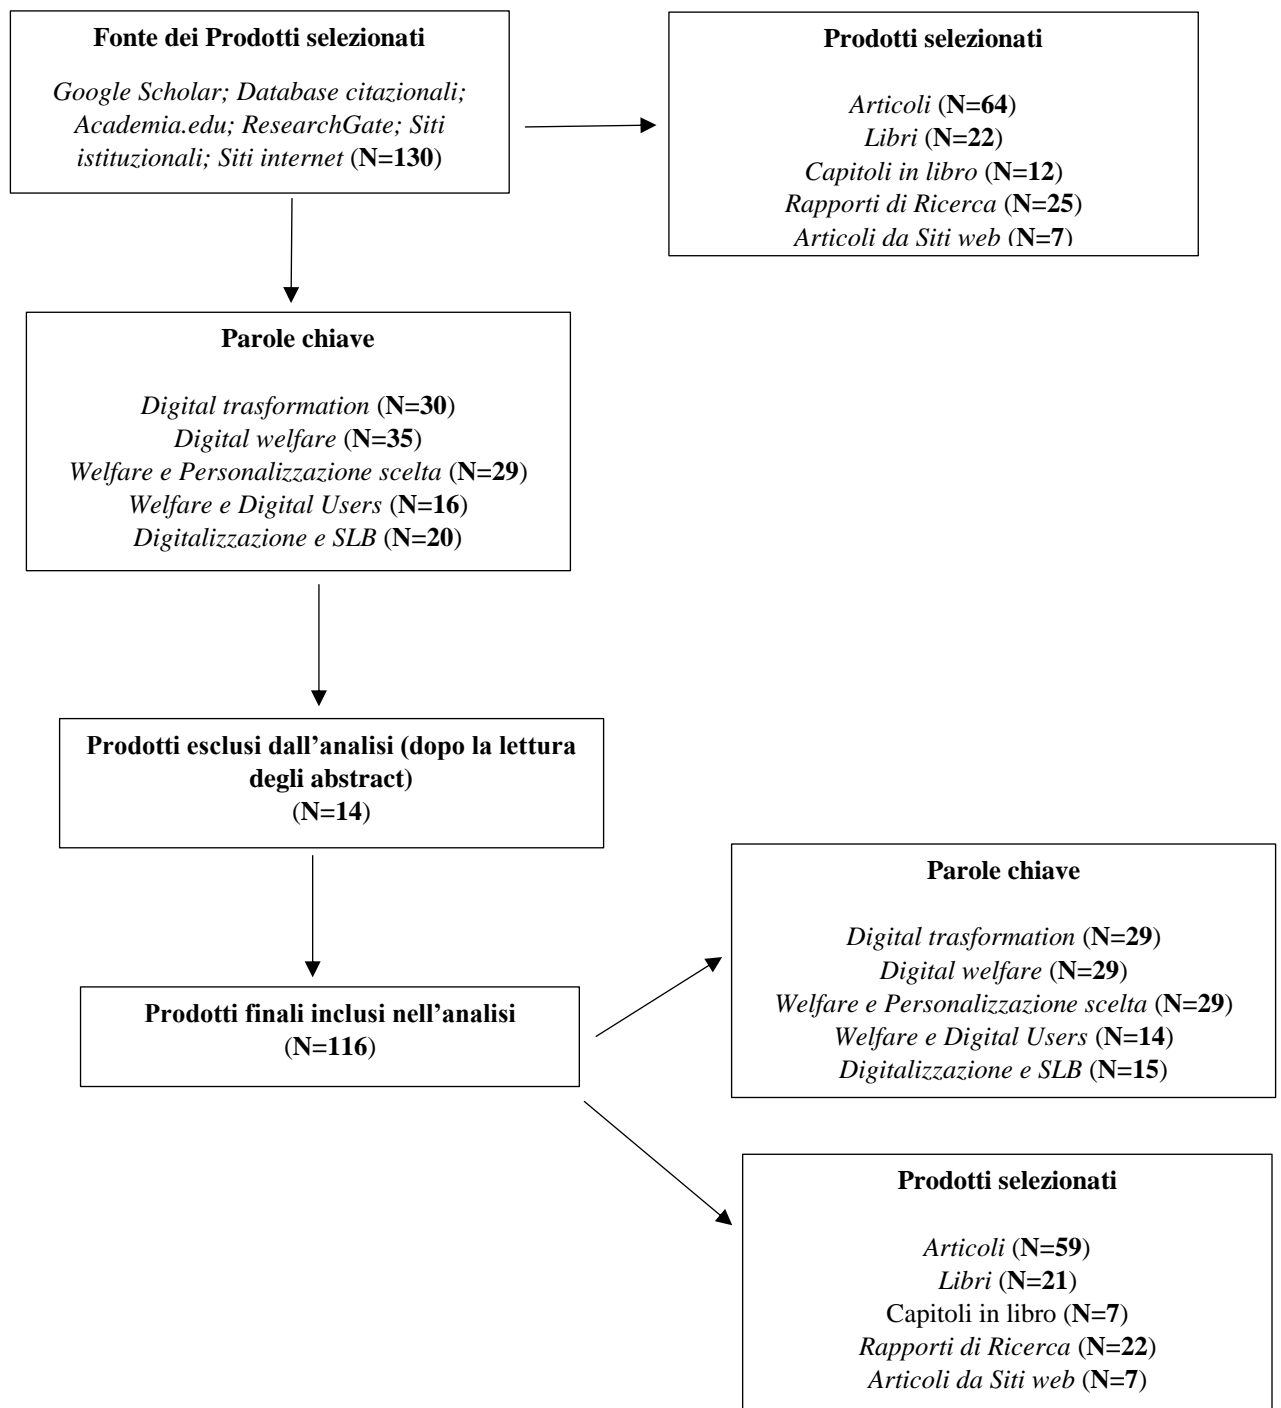 Fonte dei Prodotti selezionati
Google Scholar; Database citazionali;
Academia.edu; ResearchGate; Siti
istituzionali; Siti internet (N=130)
Prodotti selezionati
Articoli (N=64)
Libri (N=22)
Capitoli in libro (N=12)
Rapporti di Ricerca (N=25)
Articoli da Siti web (N=7)
Parole chiave
Digital trasformation (N=30)
Digital welfare (N=35)
Welfare e Personalizzazione scelta (N=29)
Welfare e Digital Users (N=16)
Digitalizzazione e SLB (N=20)
Prodotti esclusi dall’analisi (dopo la lettura
degli abstract)
(N=14)
Prodotti finali inclusi nell’analisi
(N=116)
Parole chiave
Digital trasformation (N=29)
Digital welfare (N=29)
Welfare e Personalizzazione scelta (N=29)
Welfare e Digital Users (N=14)
Digitalizzazione e SLB (N=15)
Prodotti selezionati
Articoli (N=59)
Libri (N=21)
Capitoli in libro (N=7)
Rapporti di Ricerca (N=22)
Articoli da Siti web (N=7)